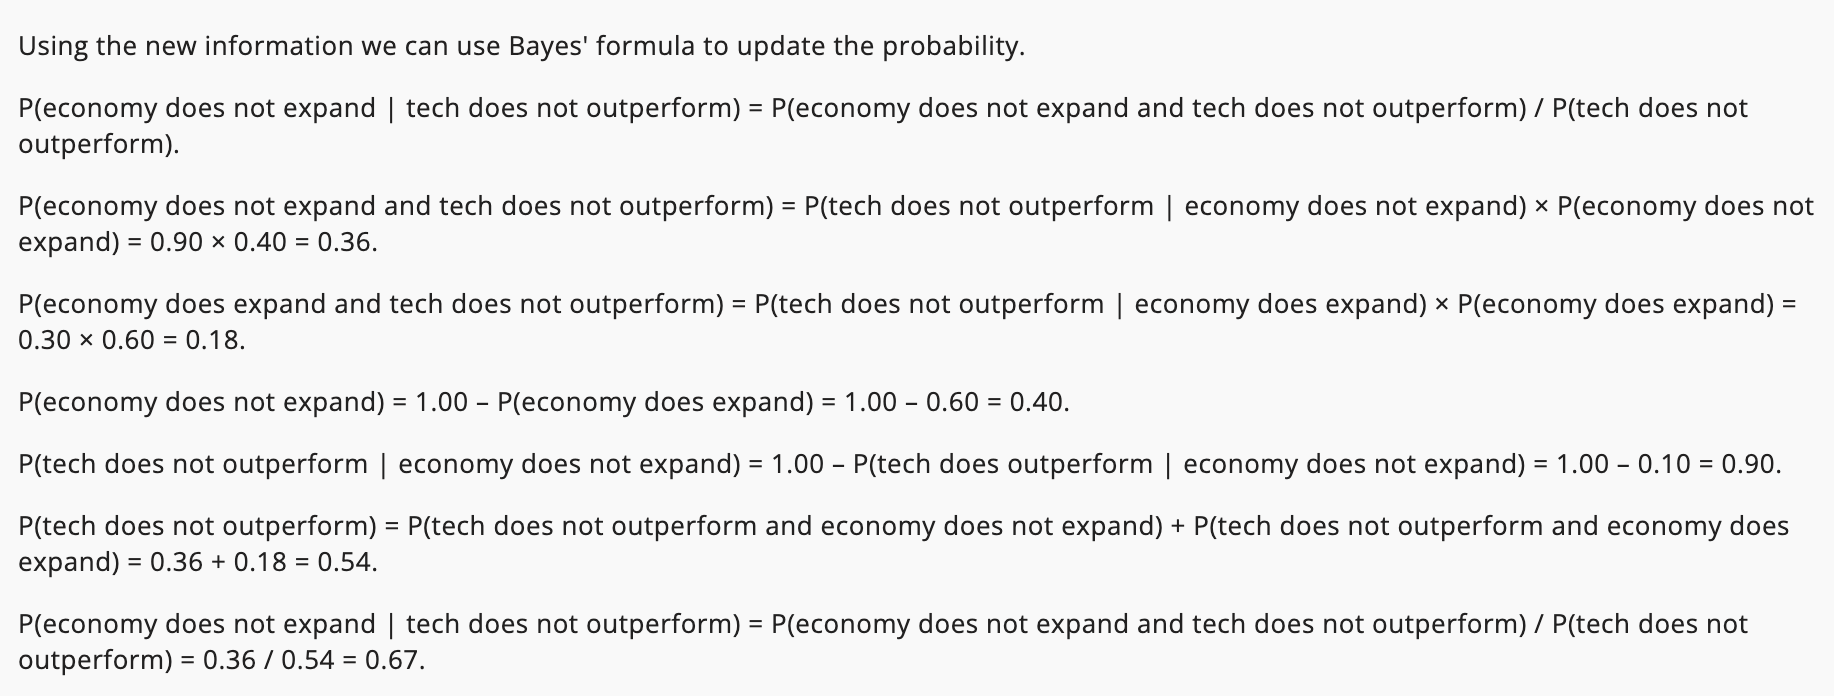 Using the new information we can use Bayes' formula to update the probability.
P(economy does not expand | tech does not outperform) = P(economy does not expand and tech does not outperform) / P(tech does not
outperform).
P(economy does not expand and tech does not outperform) = P(tech does not outperform | economy does not expand) × P(economy does not
expand) = 0.90 × 0.40 = 0.36.
P(economy does expand and tech does not outperform) = P(tech does not outperform | economy does expand) × P(economy does expand) =
0.30 × 0.60 = 0.18.
P(economy does not expand) = 1.00 – P(economy does expand) = 1.00 – 0.60 = 0.40.
P(tech does not outperform | economy does not expand) = 1.00 – P(tech does outperform | economy does not expand) = 1.00 – 0.10 = 0.90.
P(tech does not outperform) = P(tech does not outperform and economy does not expand) + P(tech does not outperform and economy does
expand) = 0.36 + 0.18 = 0.54.
P(economy does not expand | tech does not outperform) = P(economy does not expand and tech does not outperform) / P(tech does not
outperform) = 0.36 / 0.54 = 0.67.